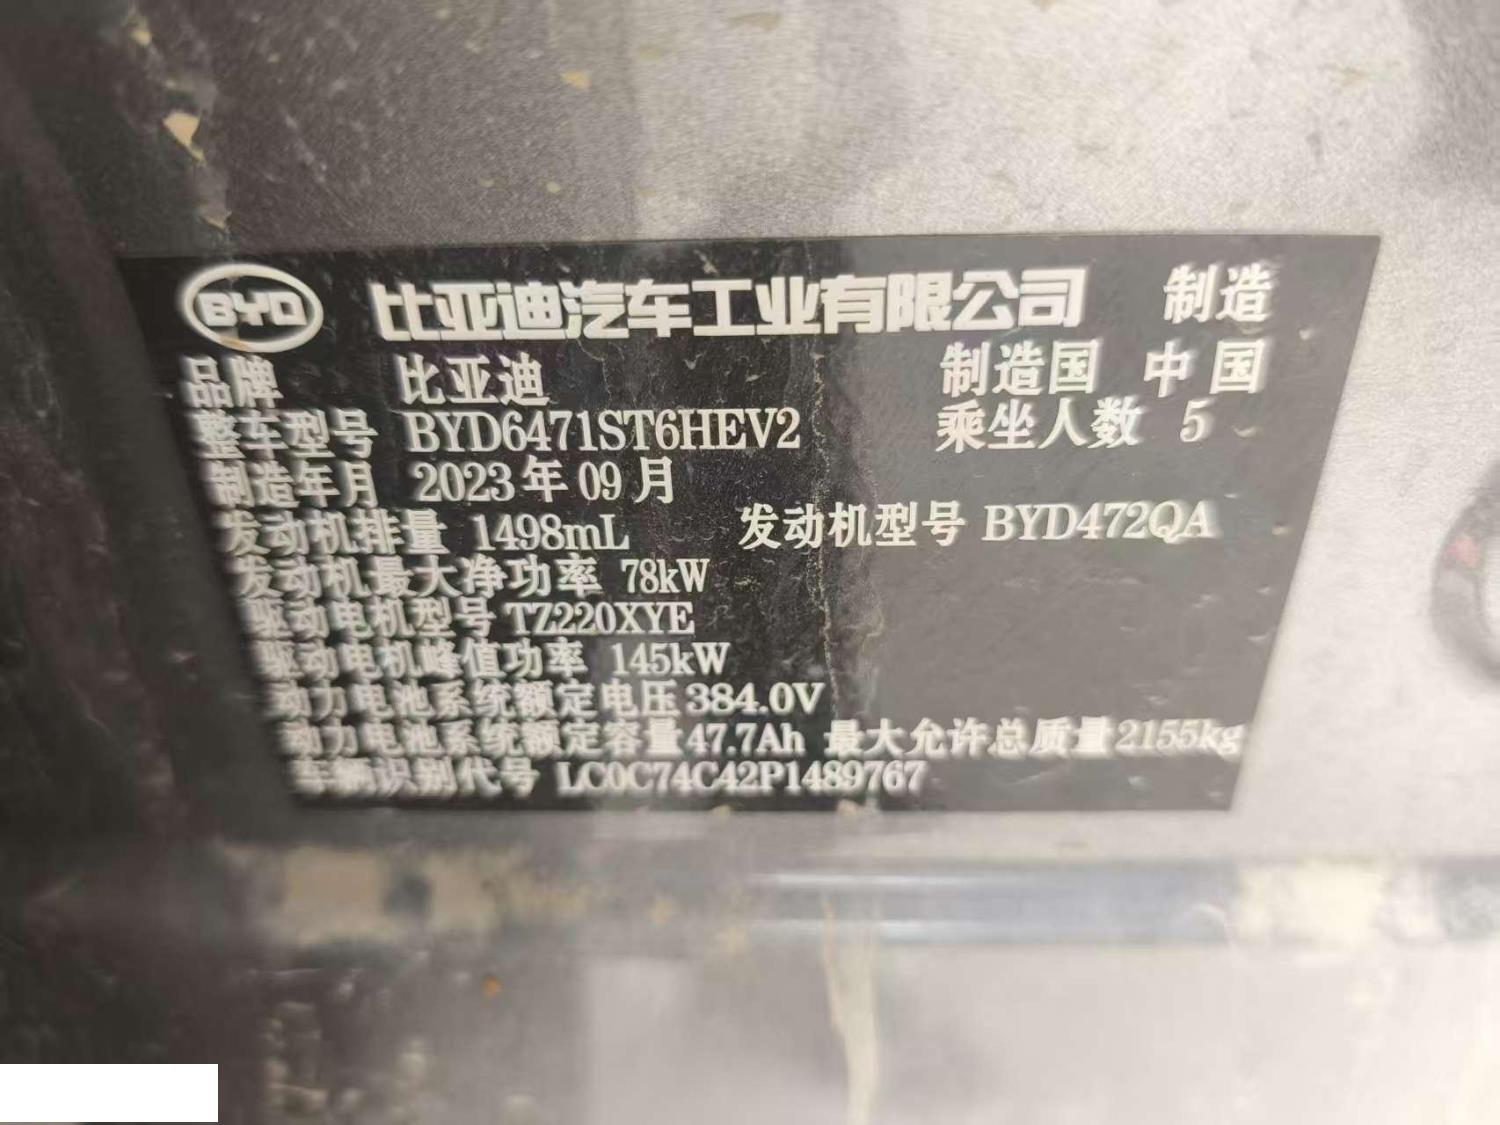 BYD 比亚迪汽车工业有限公司 制造
品牌 比亚迪 制造国 中国
整车型号 BYD6471ST6HEV2 乘坐人数 5
制造年月 2023年09月
发动机排量 1498mL 发动机型号 BYD472QA
发动机最大净功率 78kW
驱动电机型号 TZ220XYE
驱动电机峰值功率 145kW
动力电池系统额定电压 384.0V
动力电池系统额定容量 47.7Ah 最大允许总质量 2155kg
车辆识别代号 LC0C74C42P1489767